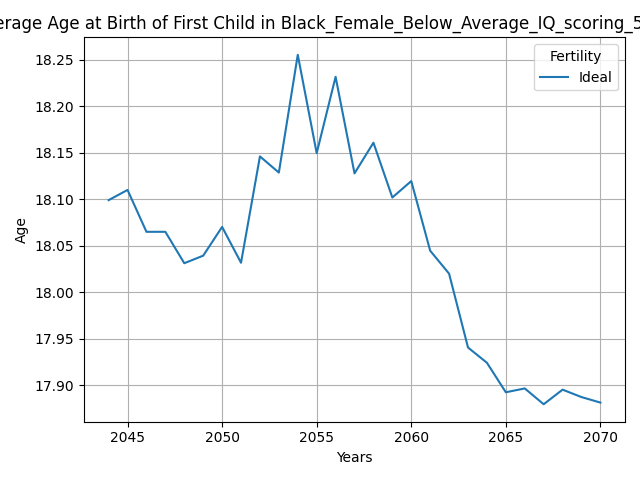 erage Age at Birth of First Child in Black_Female_Below_Average_IQ_scoring_5
Fertility
Ideal
18.25
18.20
18.15
18.10
18.05
18.00
17.95
17.90
Age
2045 2050 2055 2060 2065 2070
Years